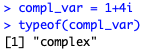 > compl_var = 1+4i
> typeof(compl_var)
[1] "complex"